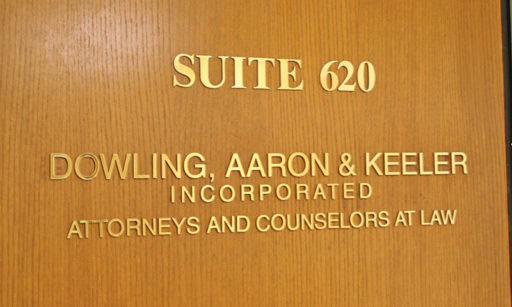 SUITE 620
DOWLING, AARON & KEELER
INCORPORATED
ATTORNEYS AND COUNSELORS AT LAW